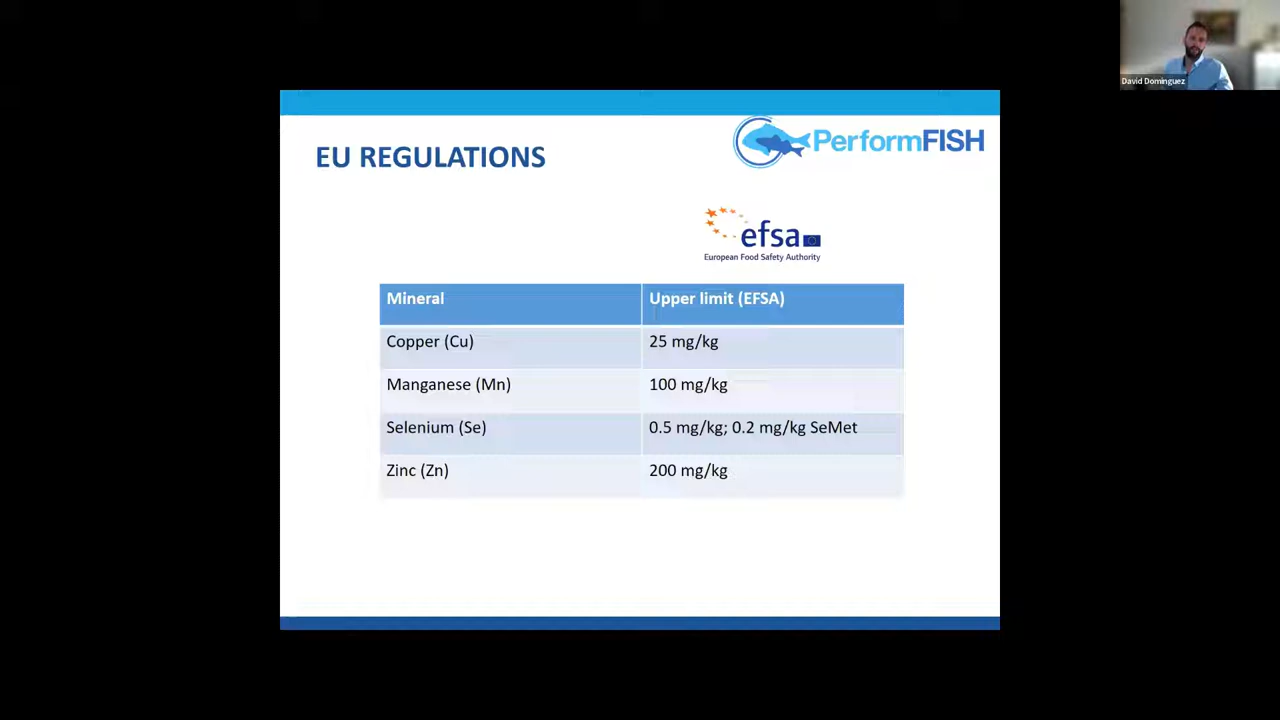 David Dominguez
PerformFISH
EU REGULATIONS
efsa
European Food Safety Authority
Mineral Upper limit (EFSA)
Copper (Cu) 25 mg/kg
Manganese (Mn) 100 mg/kg
Selenium (Se) 0.5 mg/kg; 0.2 mg/kg SeMet
Zinc (Zn) 200 mg/kg